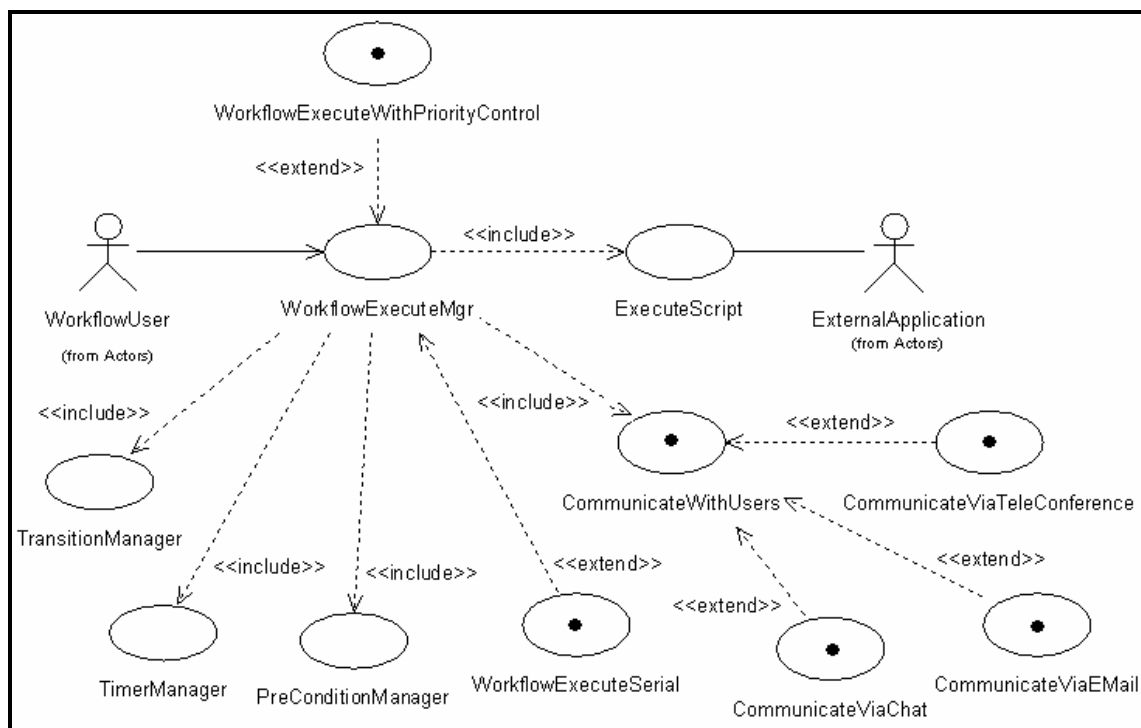 WorkflowExecuteWithPriorityControl
<<extend>>
<<include>>
WorkflowUser
(from Actors)
WorkflowExecuteMgr
ExecuteScript
ExternalApplication
(from Actors)
<<include>>
<<include>>
<<extend>>
TransitionManager
CommunicateWithUsers
CommunicateViaTeleConference
<<include>>
<<include>>
<<extend>>
<<extend>>
<<extend>>
TimerManager
PreConditionManager
WorkflowExecuteSerial
CommunicateViaChat
CommunicateViaEMail